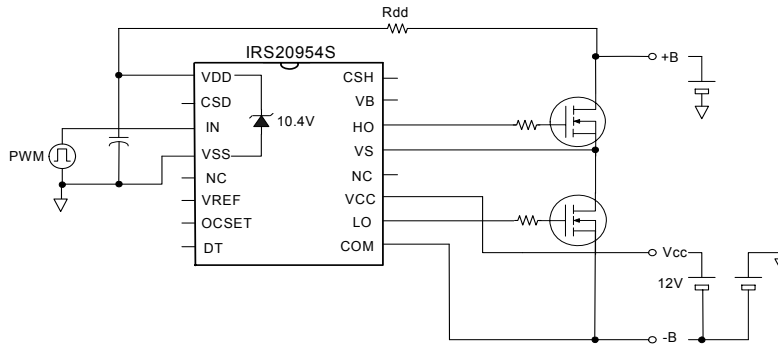 Rdd
IRS20954S
+B
VDD
CSH
CSD
VB
IN
10.4V
HO
PWM
VSS
VS
NC
NC
VREF
VCC
OCSET
LO
DT
COM
Vcc
12V
-B